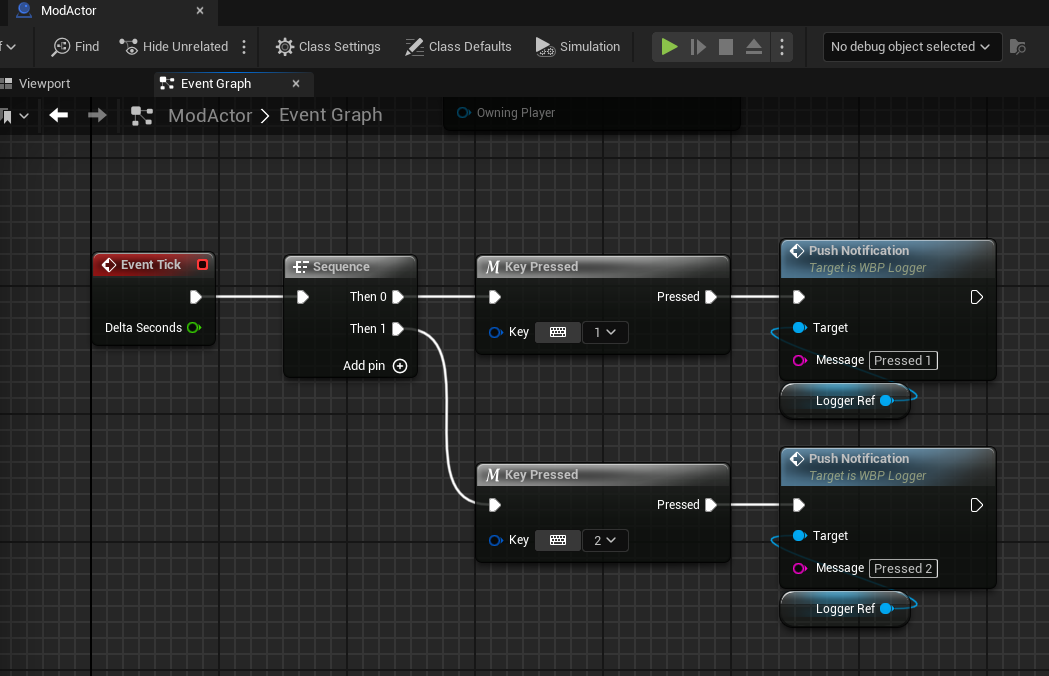 ModActor
Find
Hide Unrelated
Class Settings
Class Defaults
Simulation
No debug object selected
Viewport
Event Graph
ModActor > Event Graph
Owning Player
Event Tick
Delta Seconds
Sequence
Then 0
Then 1
Add pin
Key Pressed
Pressed
Key
1
Push Notification
Target is WBP Logger
Target
Message Pressed 1
Logger Ref
Key Pressed
Pressed
Key
2
Push Notification
Target is WBP Logger
Target
Message Pressed 2
Logger Ref